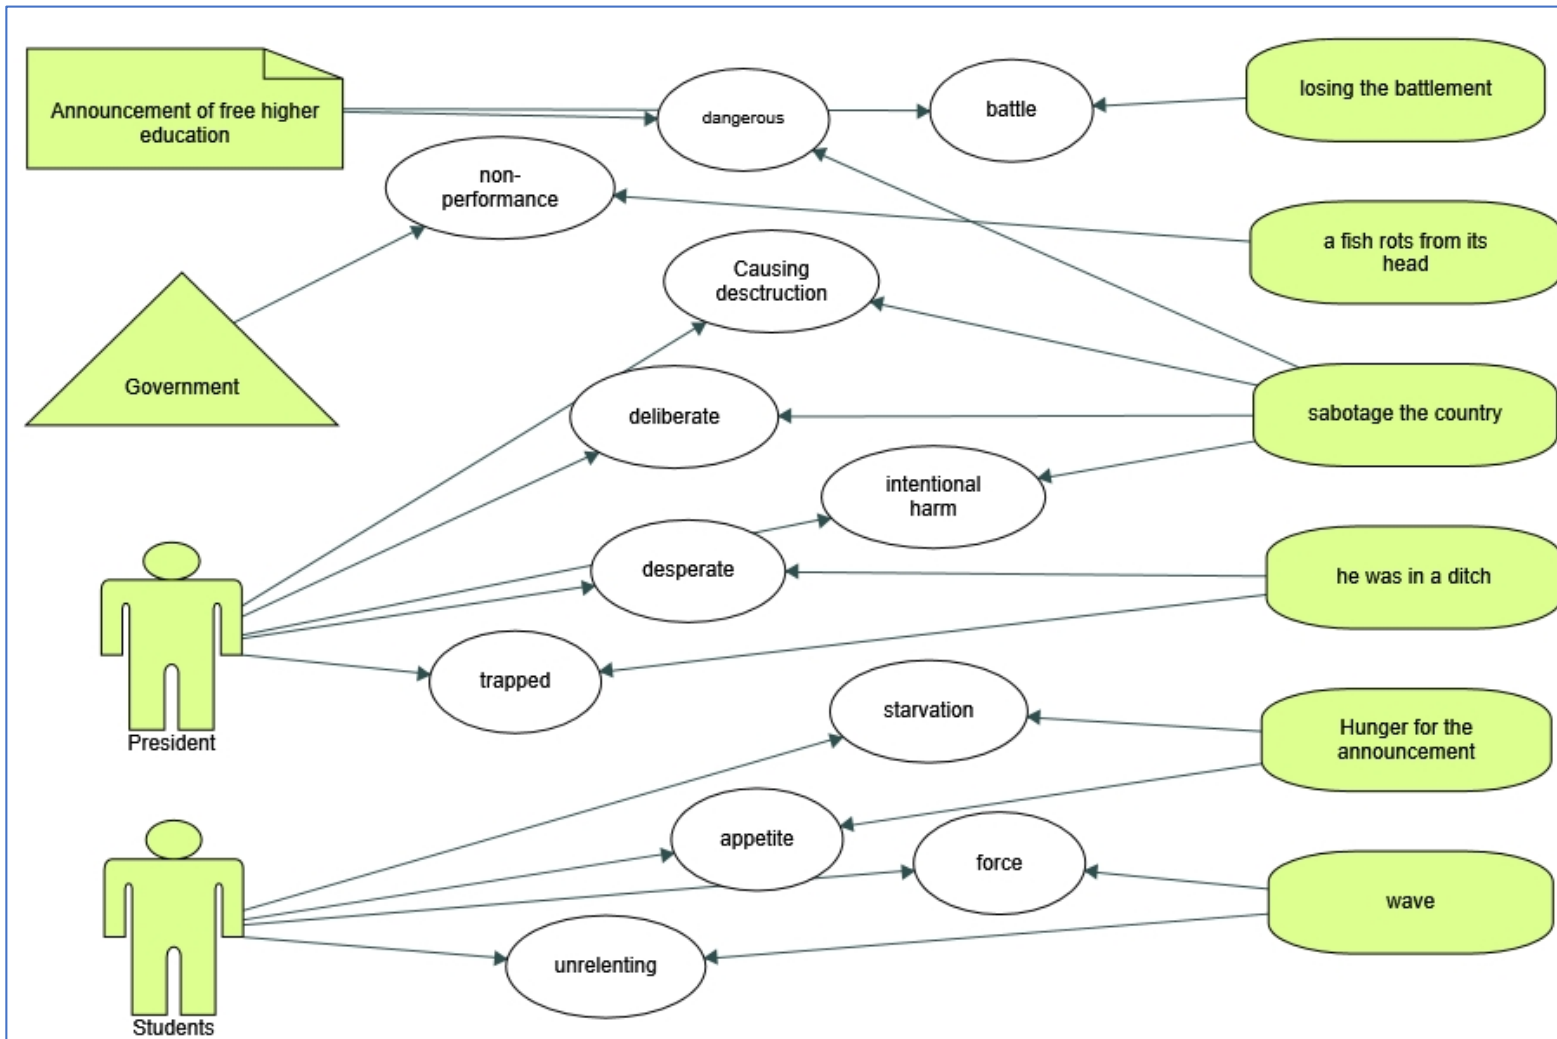 Announcement of free higher
education
dangerous
battle
losing the battlement
non-
performance
a fish rots from its
head
Causing
desctruction
Government
deliberate
sabotage the country
intentional
harm
desperate
he was in a ditch
trapped
President
starvation
Hunger for the
announcement
appetite
force
wave
unrelenting
Students